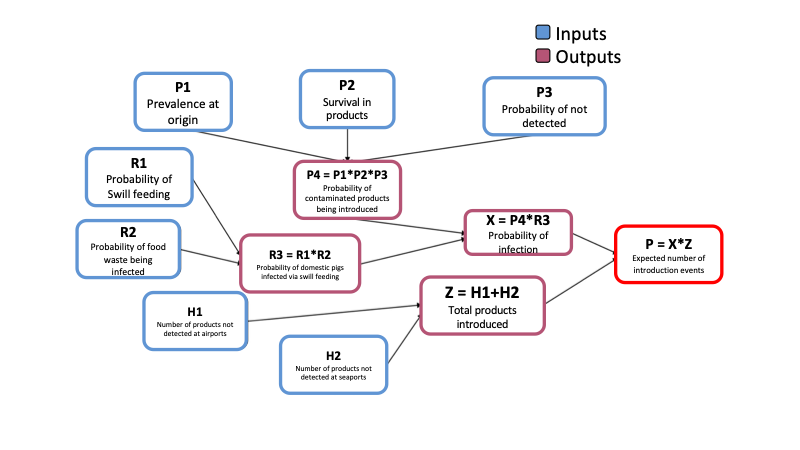 Inputs
Outputs
P1
Prevalence at
origin
P2
Survival in
products
P3
Probability of not
detected
R1
Probability of
Swill feeding
P4 = P1*P2*P3
Probability of
contaminated products
being introduced
R2
Probability of food
waste being
infected
X = P4*R3
Probability of
infection
R3 = R1*R2
Probability of domestic pigs
infected via swill feeding
P = X*Z
Expected number of
introduction events
Z = H1+H2
Total products
introduced
H1
Number of products not
detected at airports
H2
Number of products not
detected at seaports